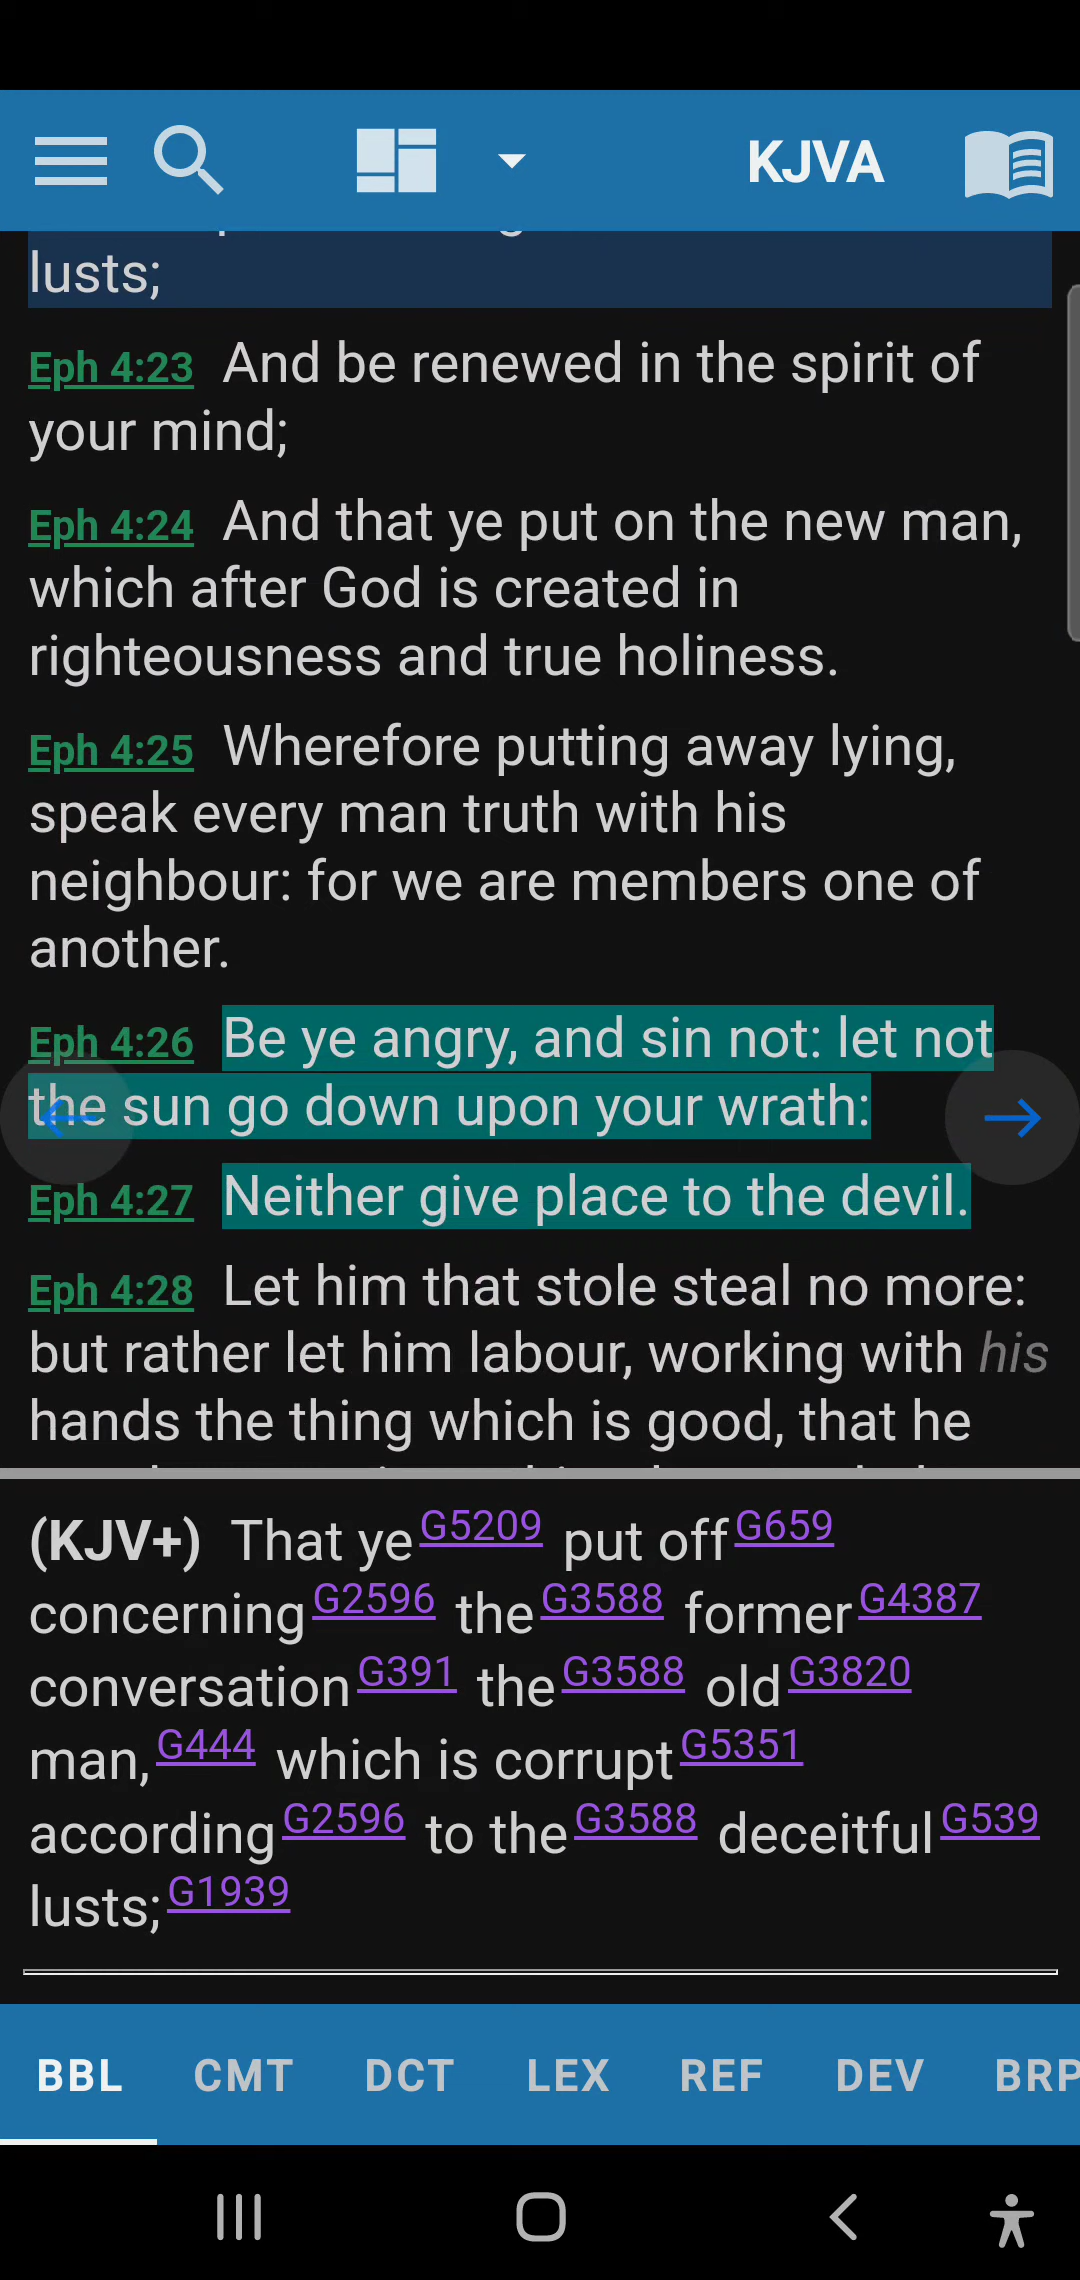 KJVA
lusts;
Eph 4:23 And be renewed in the spirit of
your mind;
Eph 4:24 And that ye put on the new man,
which after God is created in
righteousness and true holiness.
Eph 4:25 Wherefore putting away lying,
speak every man truth with his
neighbour: for we are members one of
another.
Eph 4:26 Be ye angry, and sin not: let not
the sun go down upon your wrath:
Eph 4:27 Neither give place to the devil.
Eph 4:28 Let him that stole steal no more:
but rather let him labour, working with his
hands the thing which is good, that he
(KJV+) That ye G5209 put off G659
concerning G2596 the G3588 former G4387
conversation G391 the G3588 old G3820
man, G444 which is corrupt G5351
according G2596 to the G3588 deceitful G539
lusts; G1939
BBL CMT DCT LEX REF DEV BRP